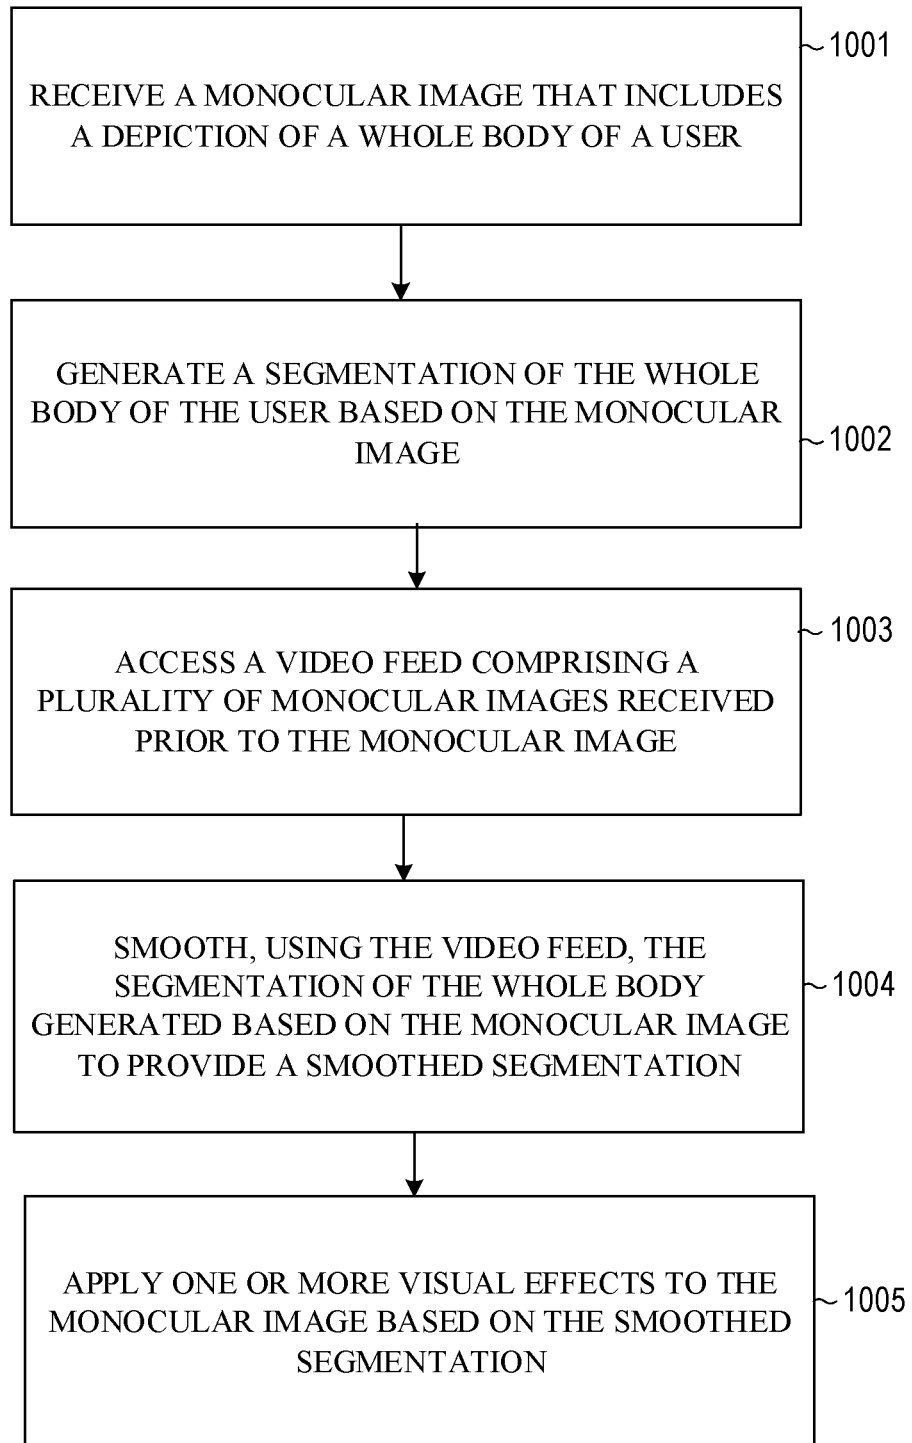 1001
RECEIVE A MONOCULAR IMAGE THAT INCLUDES
A DEPICTION OF A WHOLE BODY OF A USER
GENERATE A SEGMENTATION OF THE WHOLE
BODY OF THE USER BASED ON THE MONOCULAR
IMAGE
1002
1003
ACCESS A VIDEO FEED COMPRISING A
PLURALITY OF MONOCULAR IMAGES RECEIVED
PRIOR TO THE MONOCULAR IMAGE
SMOOTH, USING THE VIDEO FEED, THE
SEGMENTATION OF THE WHOLE BODY
GENERATED BASED ON THE MONOCULAR IMAGE
TO PROVIDE A SMOOTHED SEGMENTATION
1004
APPLY ONE OR MORE VISUAL EFFECTS TO THE
MONOCULAR IMAGE BASED ON THE SMOOTHED
SEGMENTATION
1005